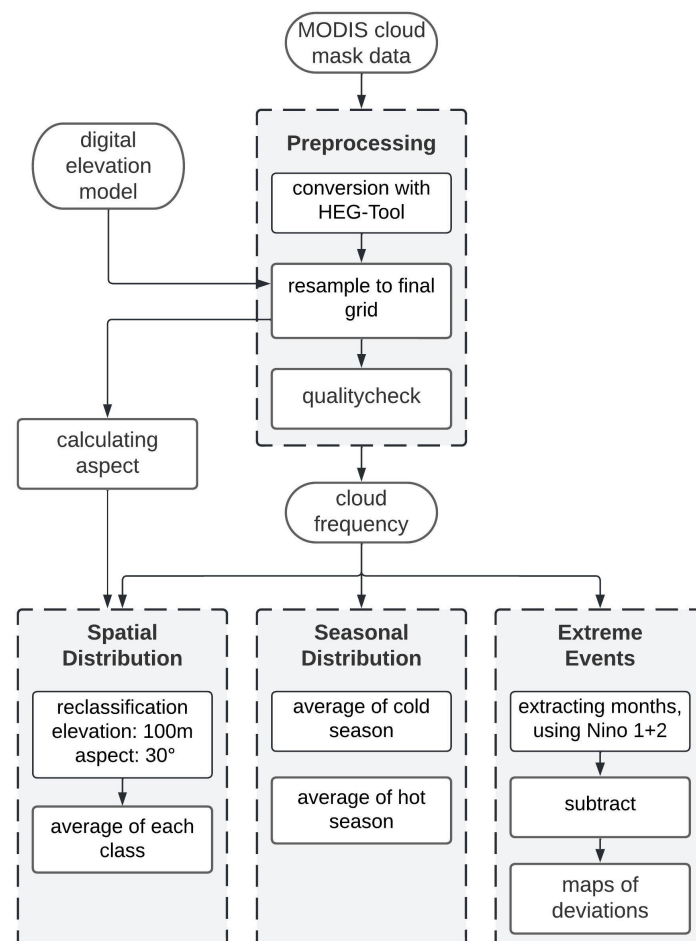 MODIS cloud
mask data
digital
elevation
model
Preprocessing
conversion with
HEG-Tool
resample to final
grid
qualitycheck
calculating
aspect
cloud
frequency
Spatial
Distribution
reclassification
elevation: 100m
aspect: 30°
average of each
class
Seasonal
Distribution
average of cold
season
average of hot
season
Extreme
Events
extracting months,
using Nino 1+2
subtract
maps of
deviations